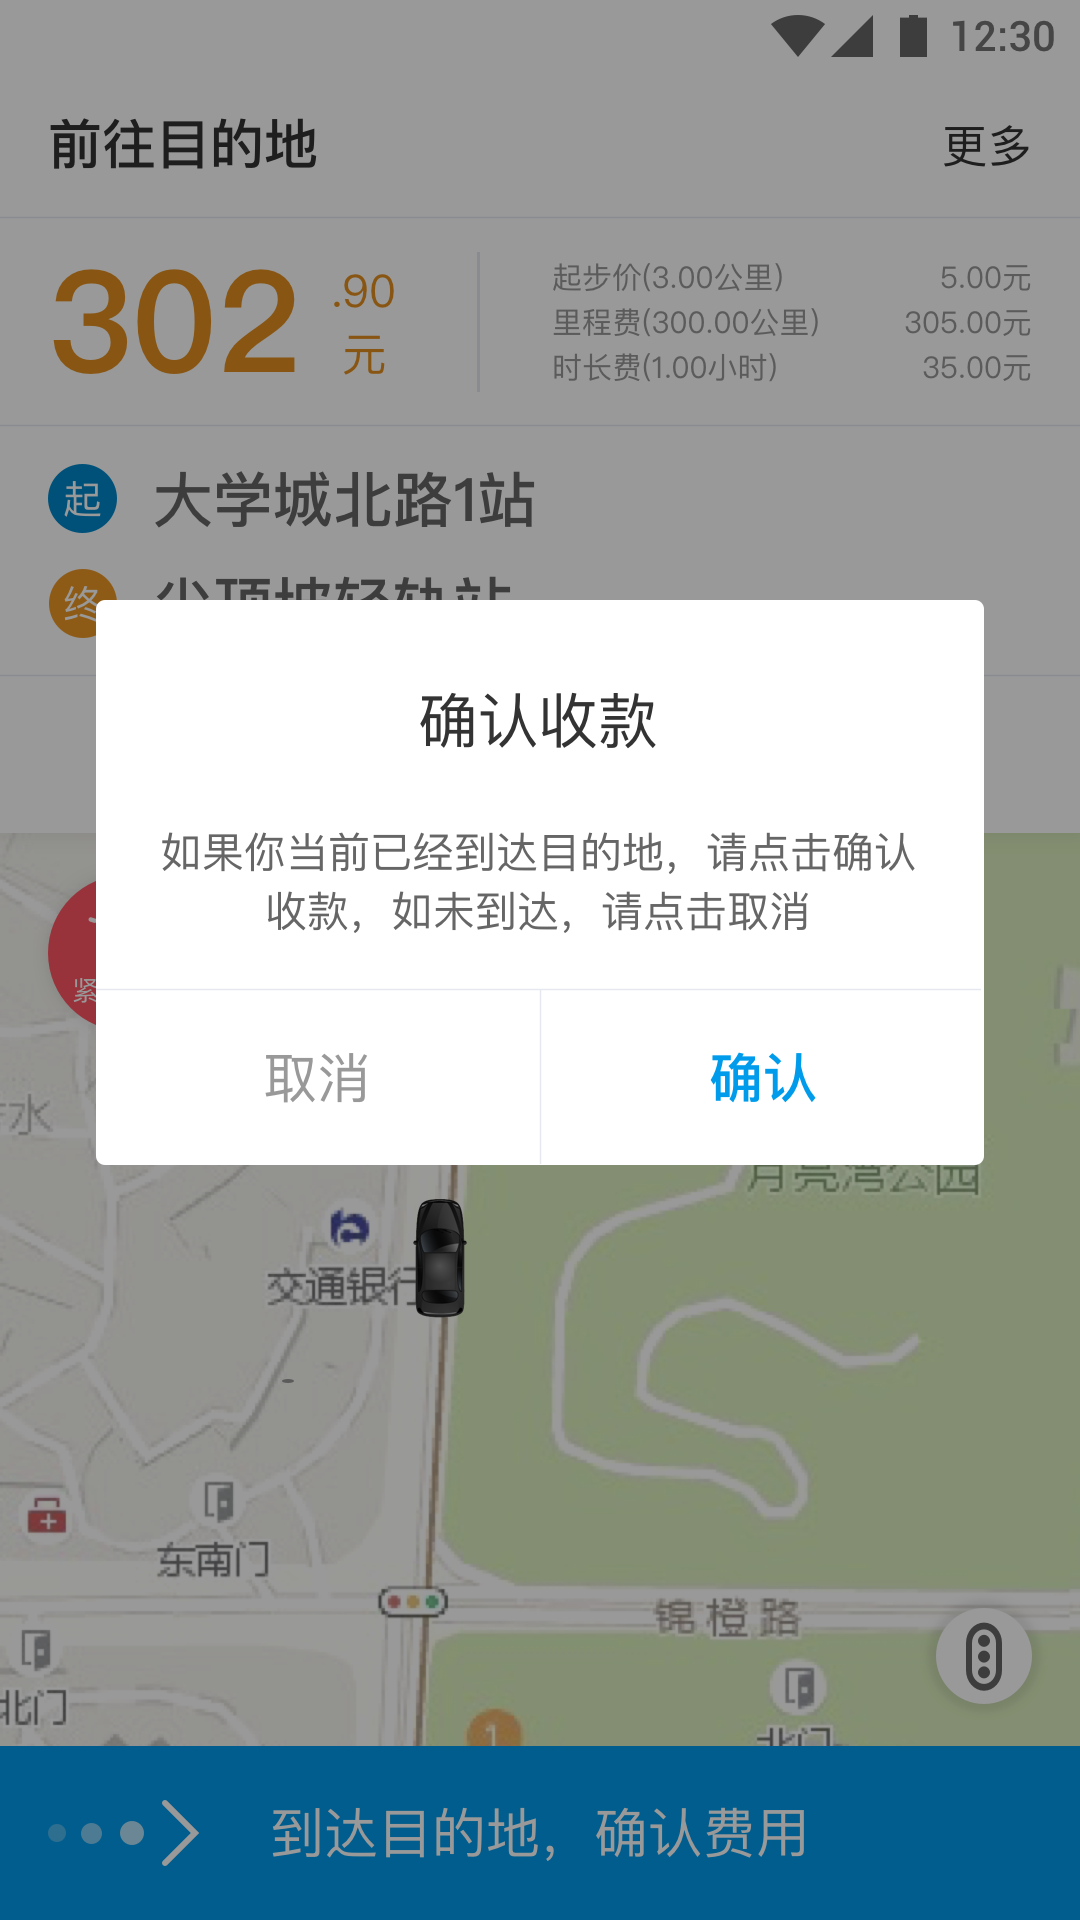 12:30
前往目的地
更多
302
.90
元
起步价(3.00公里)
5.00元
里程费(300.00公里)
305.00元
时长费(1.00小时)
35.00元
起
大学城北路1站
终
尖顶坡轻轨站
确认收款
如果你当前已经到达目的地，请点击确认
收款，如未到达，请点击取消
取消
确认
紧
水
月亮湾公园
交通银行
东南门
锦橙路
北门
北门
1
到达目的地，确认费用